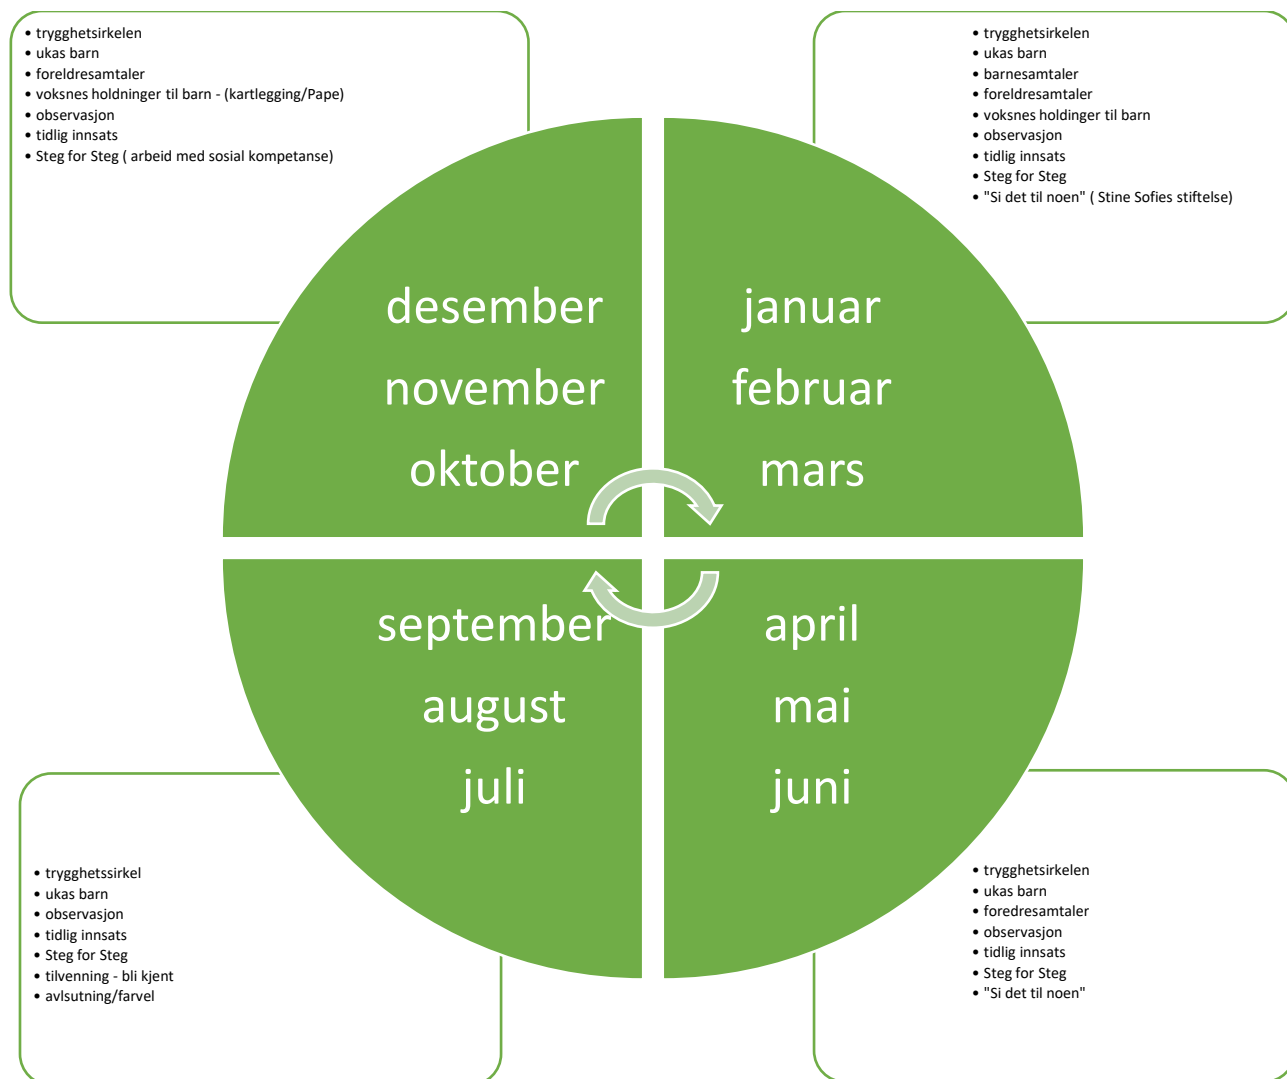 • trygghetsirkelen
• ukas barn
• foreldresamtaler
• voksnes holdninger til barn - (kartlegging/Pape)
• observasjon
• tidlig innsats
• Steg for Steg ( arbeid med sosial kompetanse)
• trygghetsirkelen
• ukas barn
• barnesamtaler
• foreldresamtaler
• voksnes holdinger til barn
• observasjon
• tidlig innsats
• Steg for Steg
• "Si det til noen" ( Stine Sofies stiftelse)
desember
november
oktober
januar
februar
mars
september
august
juli
april
mai
juni
• trygghetssirkel
• ukas barn
• observasjon
• tidlig innsats
• Steg for Steg
• tilvenning - bli kjent
• avlsutning/farvel
• trygghetsirkelen
• ukas barn
• foredresamtaler
• observasjon
• tidlig innsats
• Steg for Steg
• "Si det til noen"